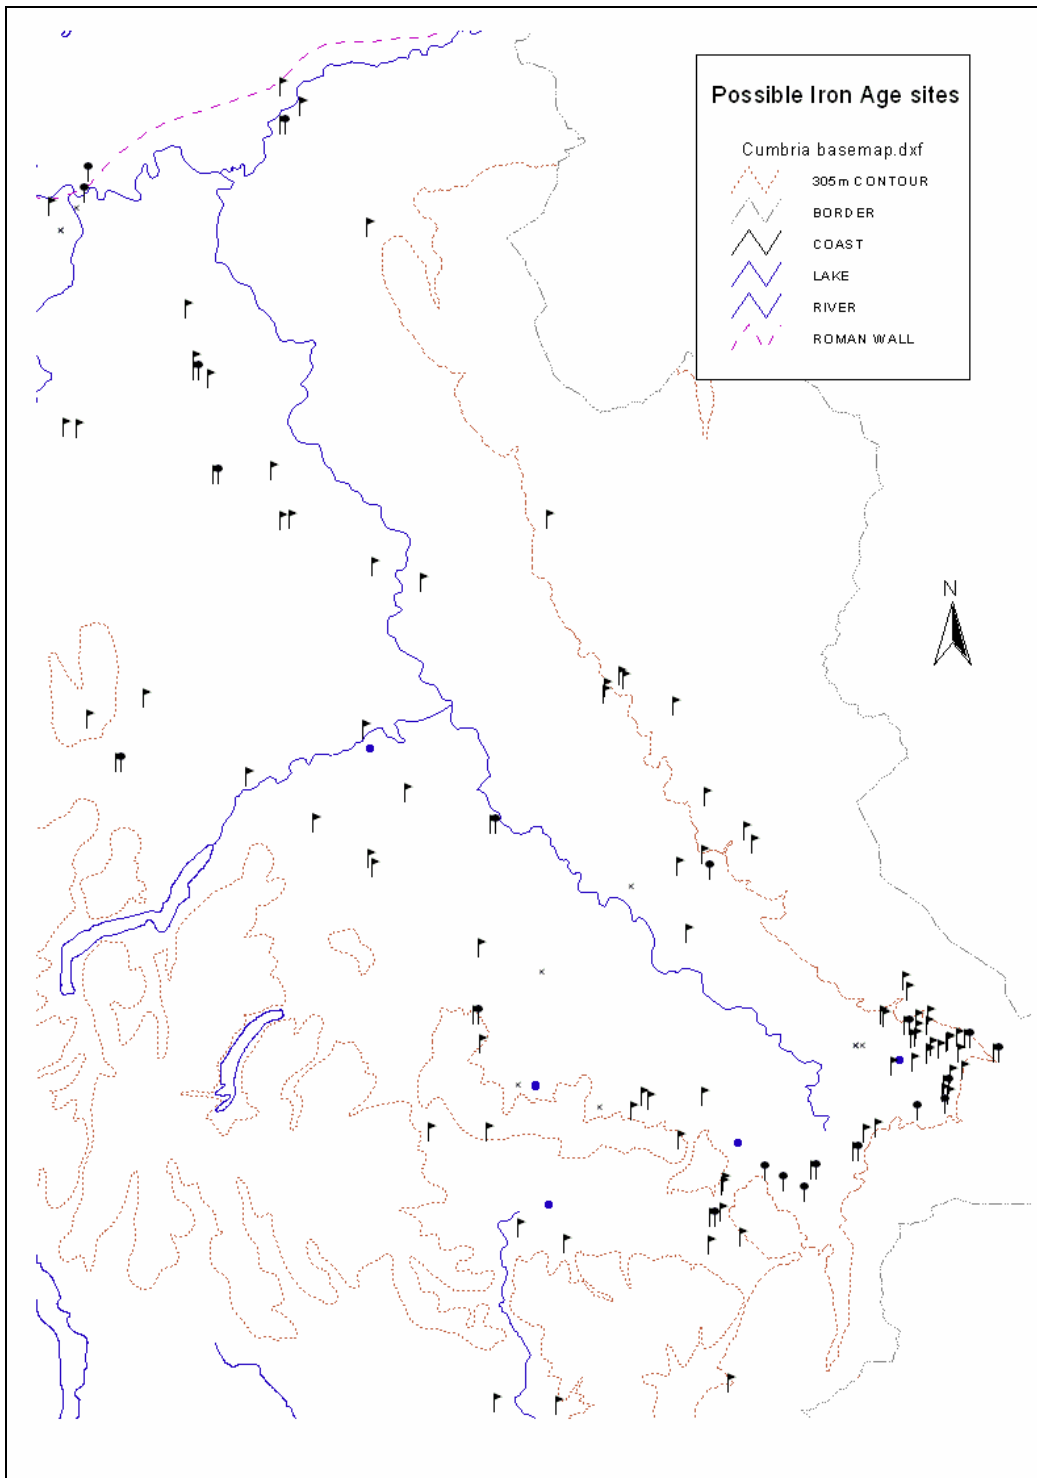 Possible Iron Age sites
Cumbria basemap.dxf
305m CONTOUR
BORDER
COAST
LAKE
RIVER
ROMAN WALL
N